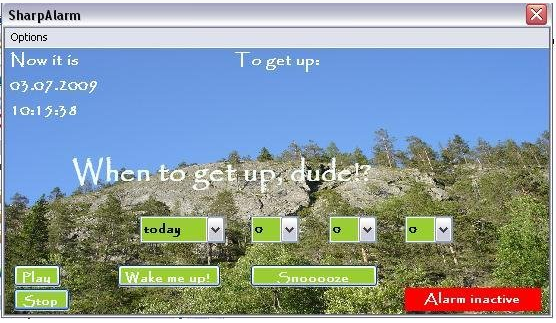 SharpAlarm
Options
Now it is
To get up:
03.07.2009
10:15:38
When to get up, dude!?
today 0 0 0
Play
Wake me up!
Snooooze
Stop
Alarm inactive